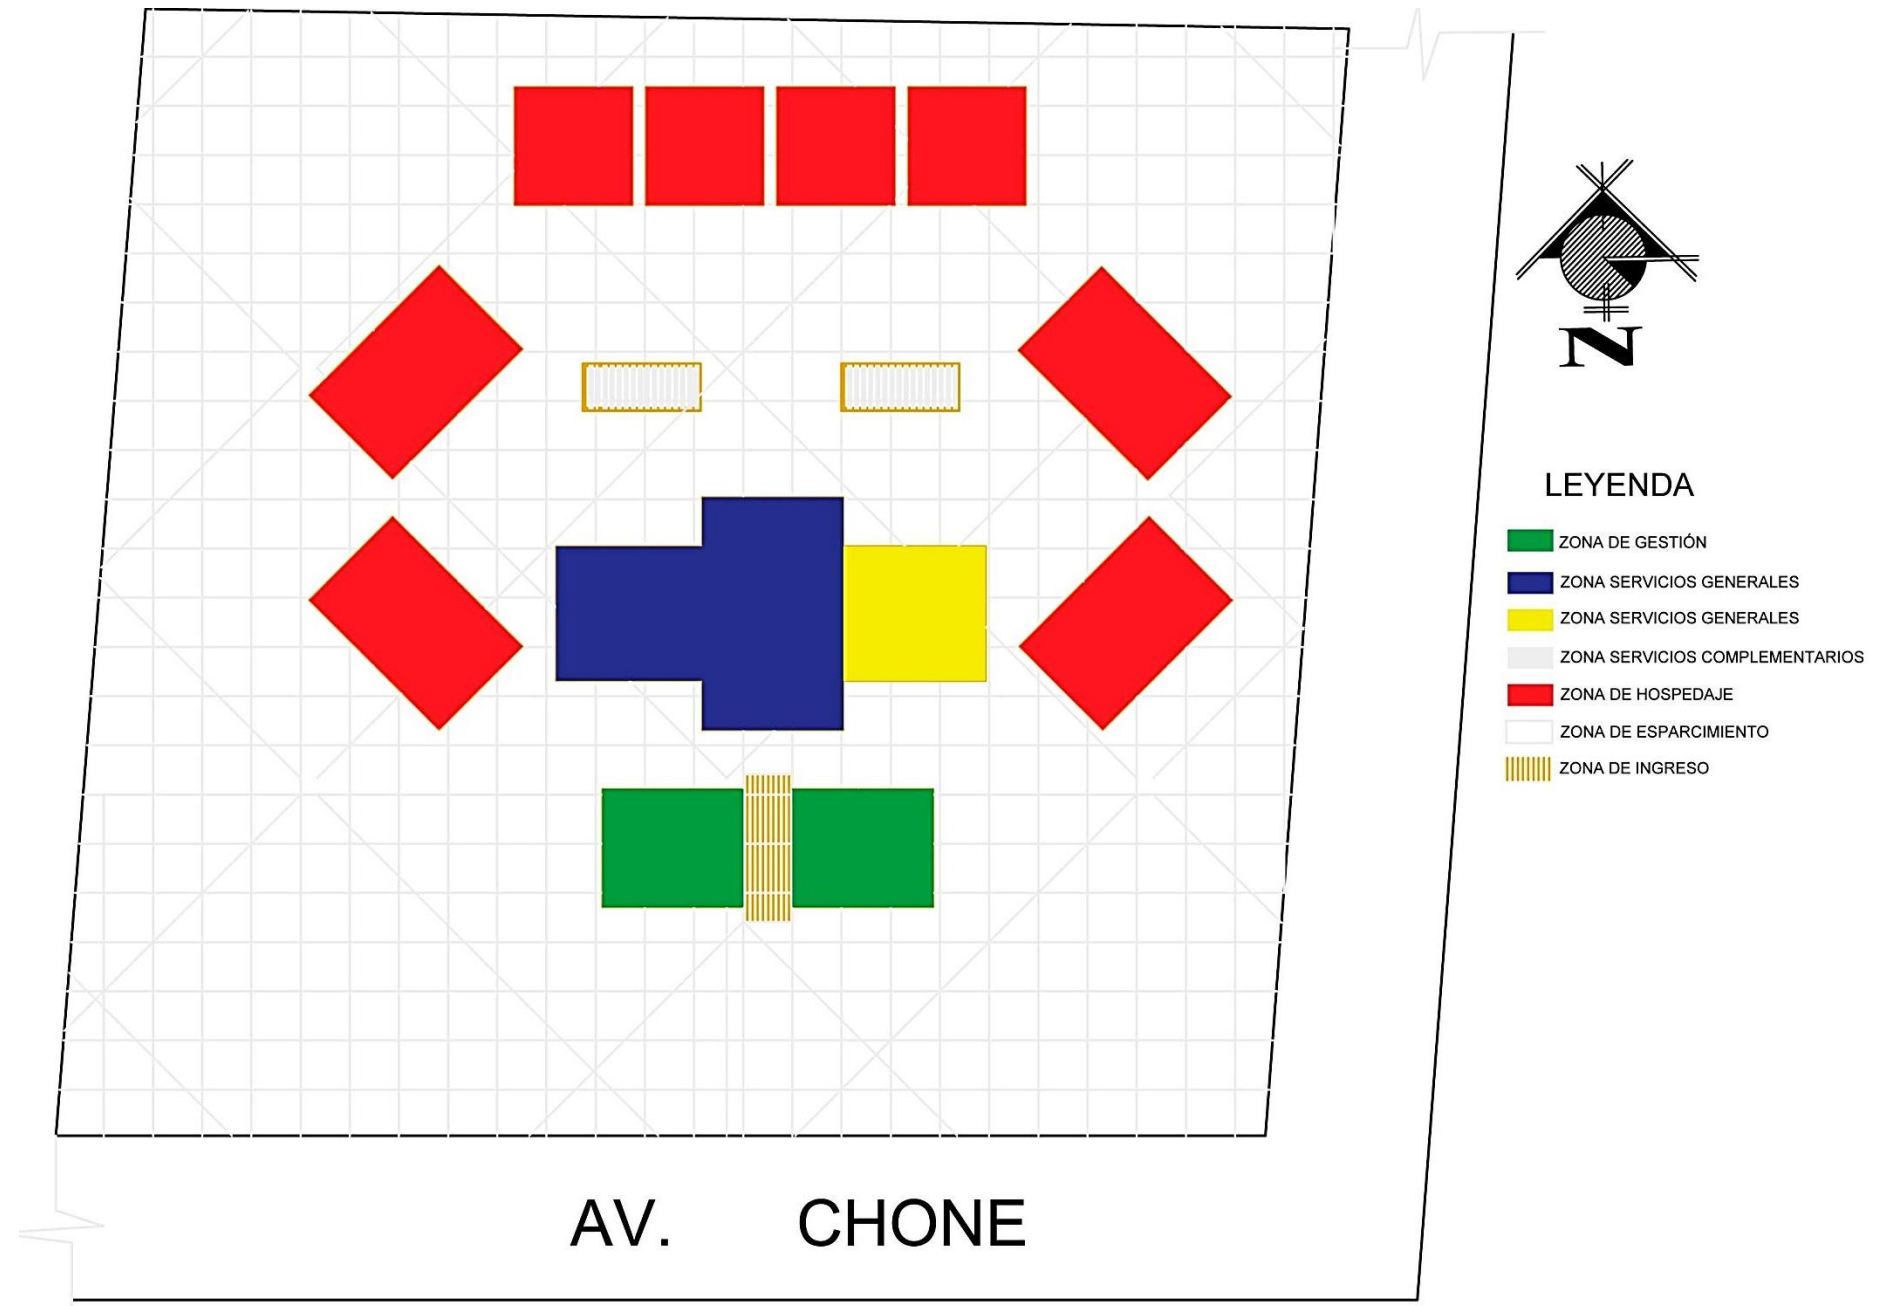 N
LEYENDA
ZONA DE GESTIÓN
ZONA SERVICIOS GENERALES
ZONA SERVICIOS GENERALES
ZONA SERVICIOS COMPLEMENTARIOS
ZONA DE HOSPEDAJE
ZONA DE ESPARCIMIENTO
ZONA DE INGRESO
AV. CHONE